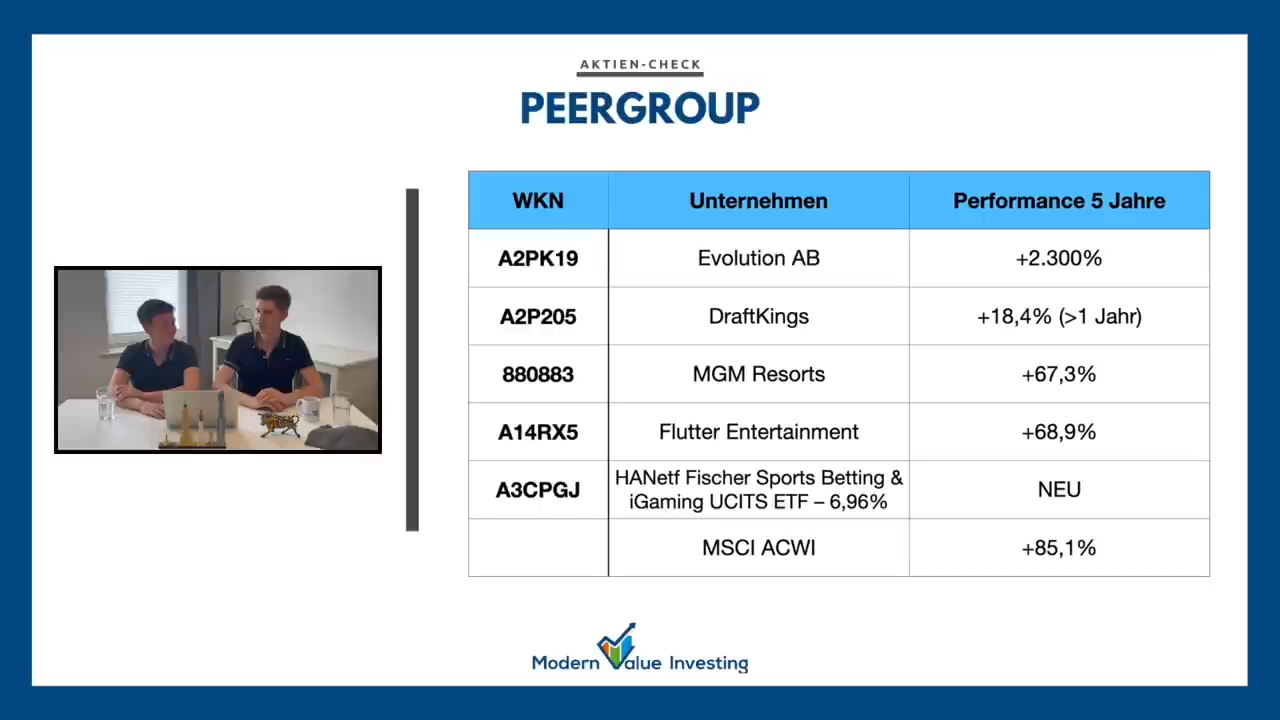 AKTIEN-CHECK
PEERGROUP
WKN Unternehmen Performance 5 Jahre
A2PK19 Evolution AB +2.300%
A2P205 DraftKings +18,4% (>1 Jahr)
880883 MGM Resorts +67,3%
A14RX5 Flutter Entertainment +68,9%
A3CPGJ HANetf Fischer Sports Betting &
iGaming UCITS ETF – 6,96% NEU
MSCI ACWI +85,1%
Modern Value Investing